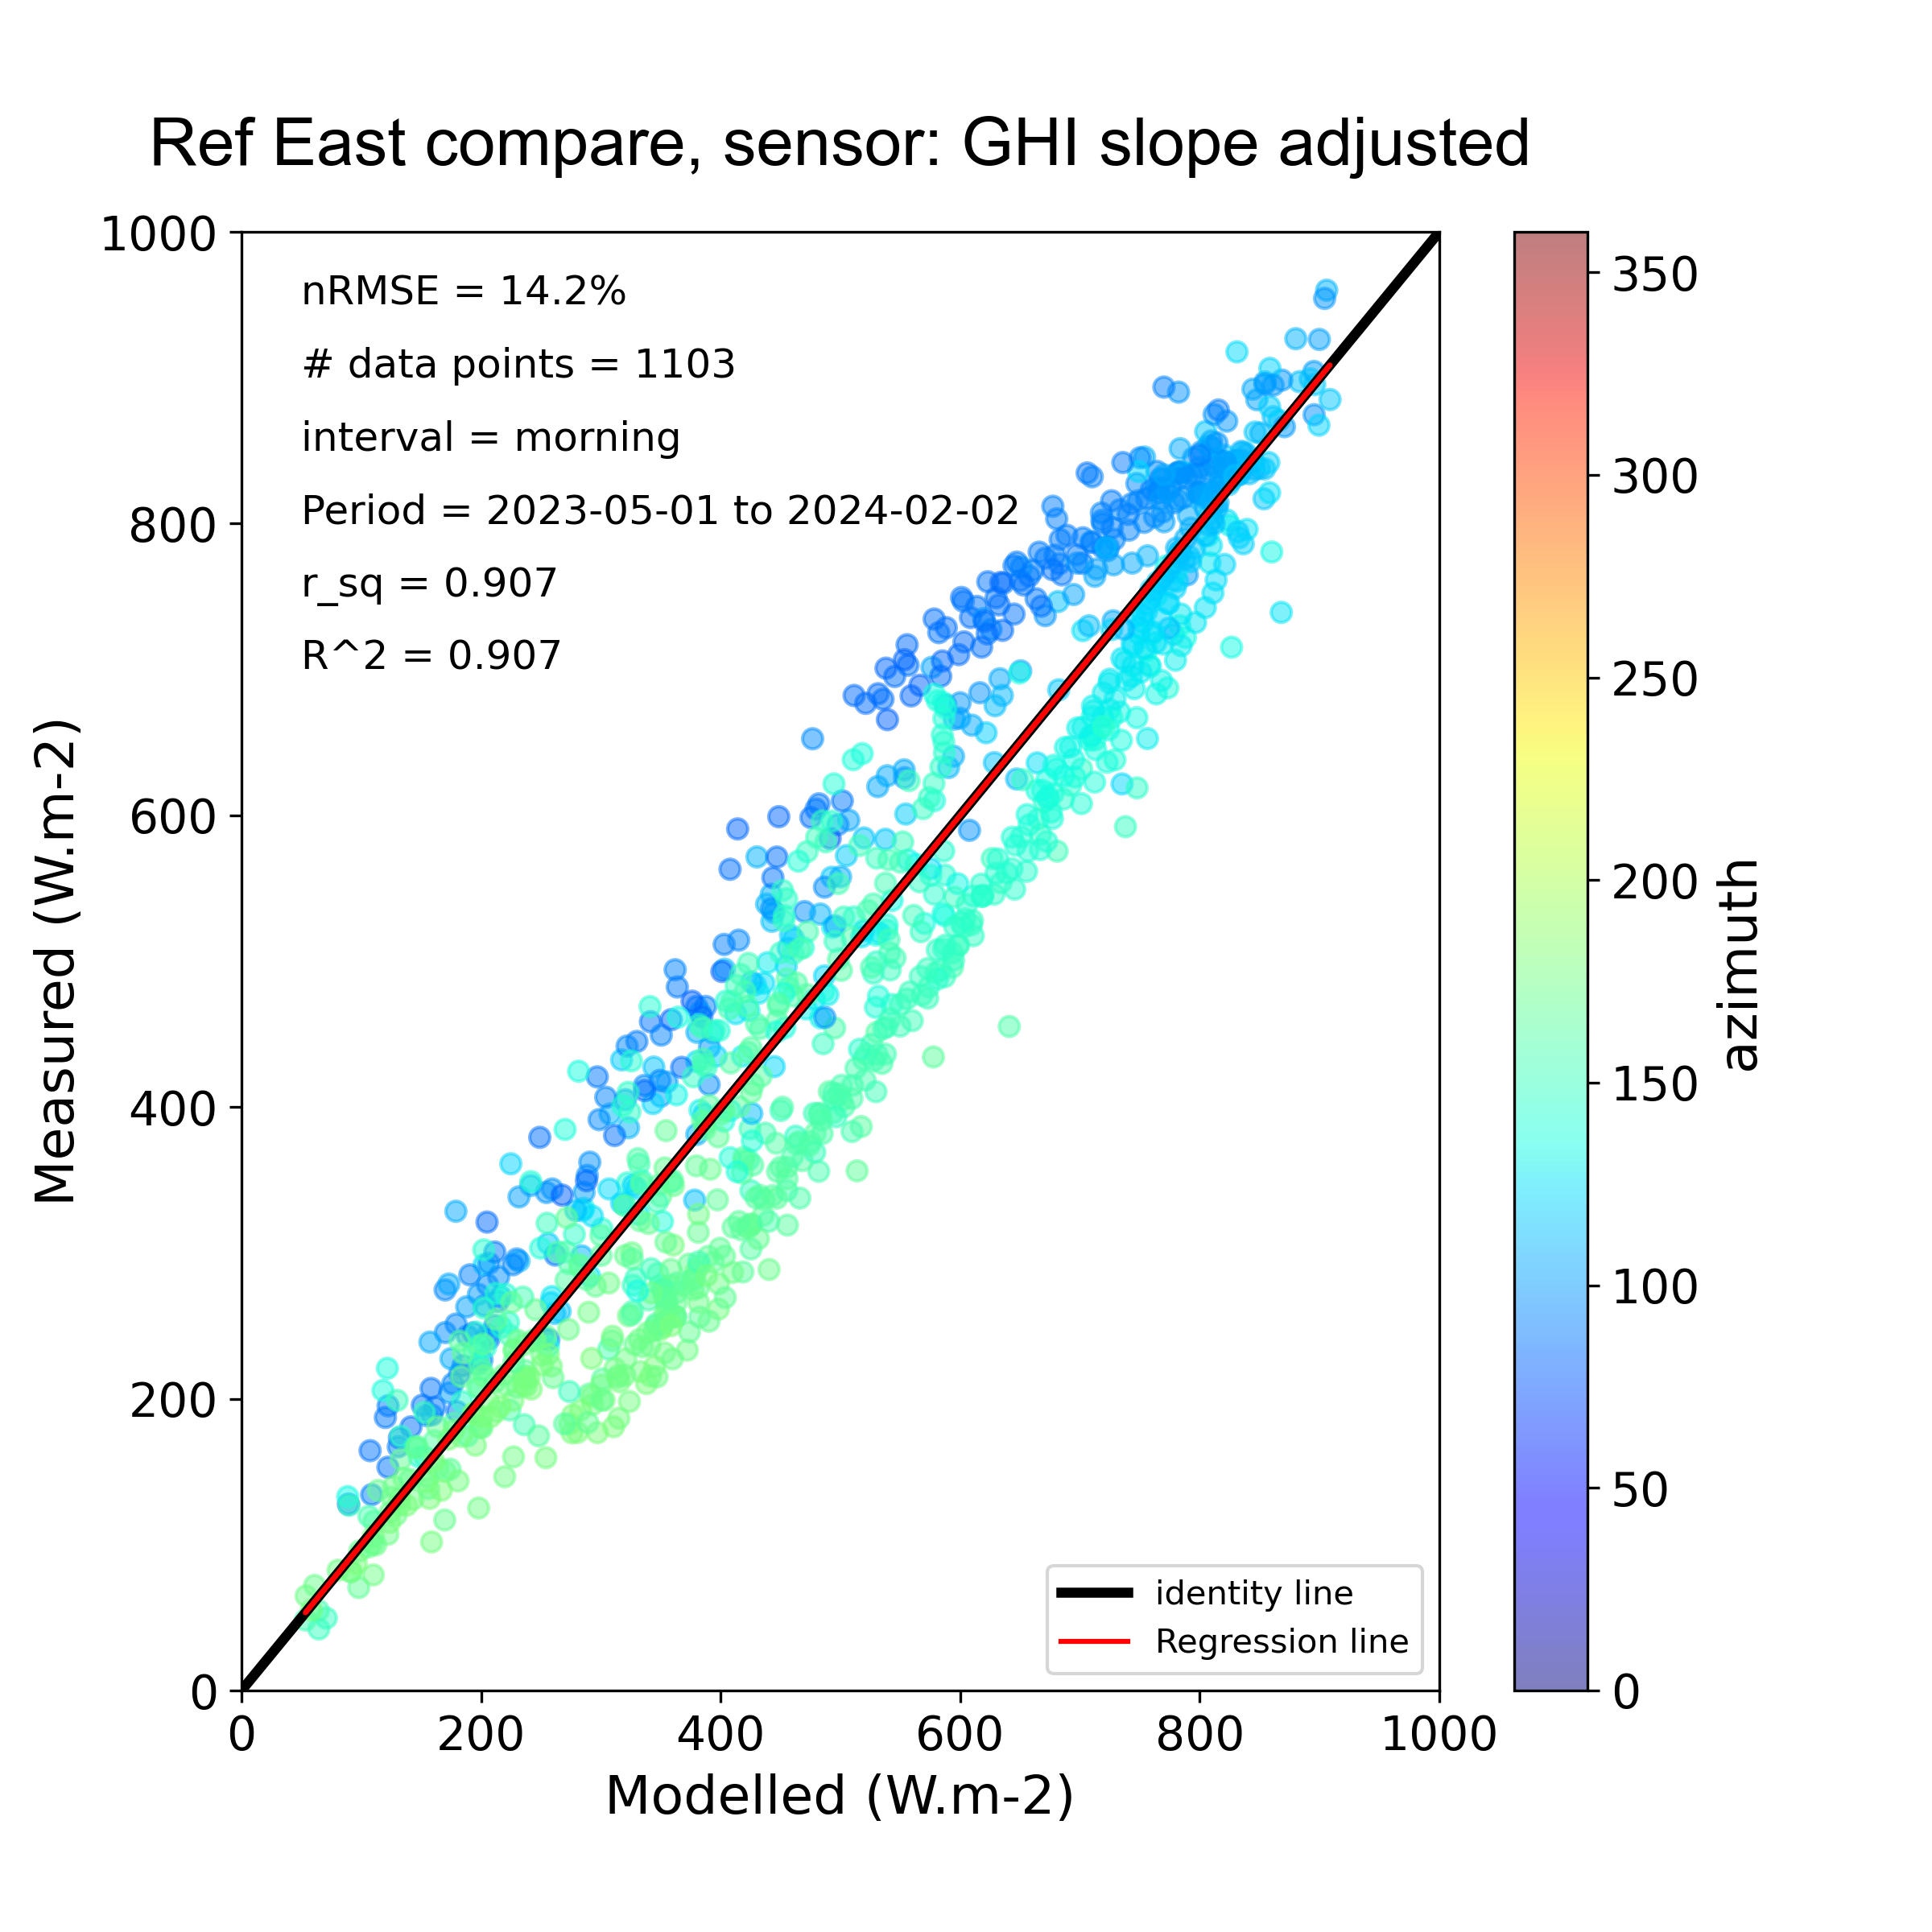 Ref East compare, sensor: GHI slope adjusted
nRMSE = 14.2%
# data points = 1103
interval = morning
Period = 2023-05-01 to 2024-02-02
r_sq = 0.907
R^2 = 0.907
Measured (W.m-2)
1000
800
600
400
200
0
0 200 400 600 800 1000
Modelled (W.m-2)
identity line
Regression line
350
300
250
200
150
100
50
0
azimuth